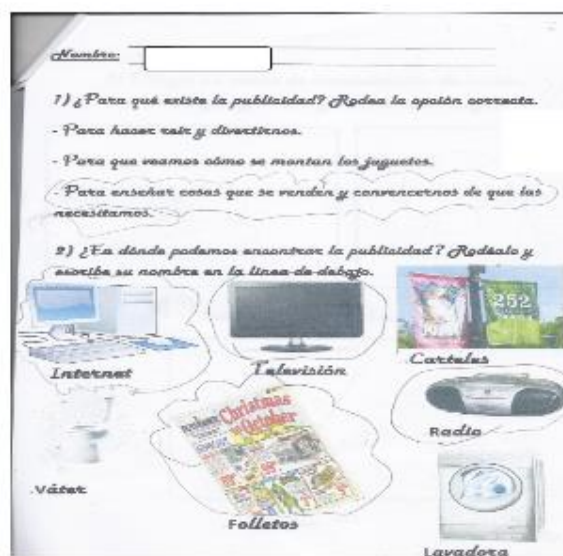 Nombre:
1) ¿Para qué existe la publicidad? Rodea la opción correcta.
- Para hacer reir y divertirnos.
- Para que veamos cómo se montan los juguetes.
- Para enseñar cosas que se venden y convencernos de que las
necesitamos.
2) ¿En dónde podemos encontrar la publicidad? Rodéalo y
escribe su nombre en la línea de debajo.
252
Internet
Televisión
Carteles
Christmas
October
Radio
Váter
Folletos
Lavadora